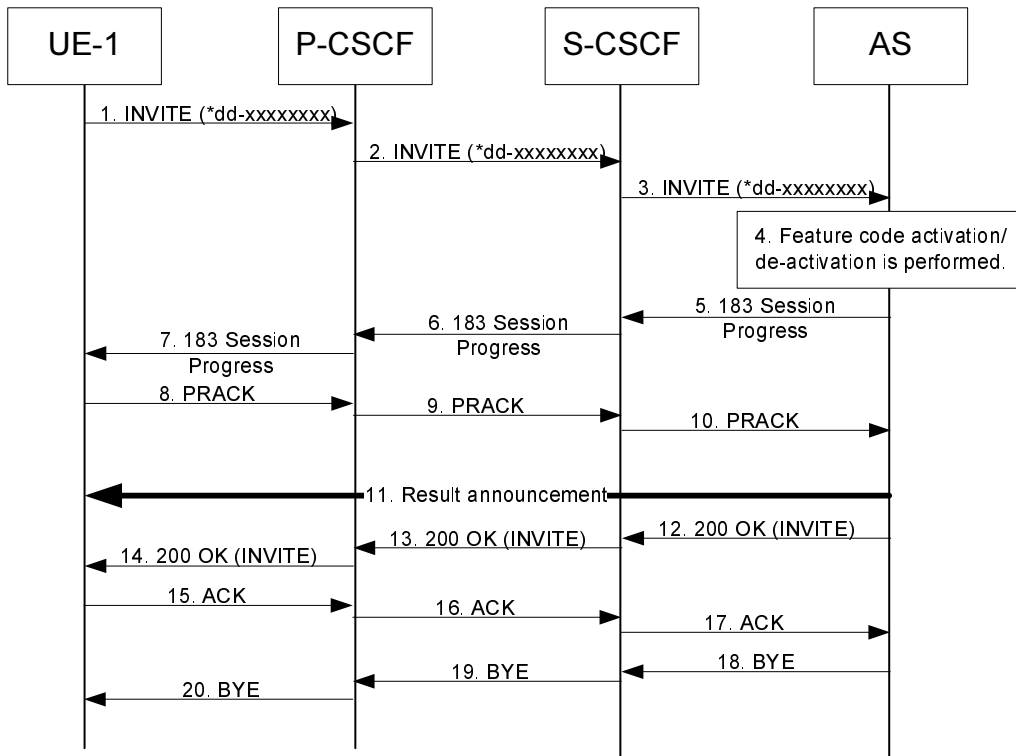 UE-1
P-CSCF
S-CSCF
AS
1. INVITE (*dd-xxxxxxxx)
2. INVITE (*dd-xxxxxxxx)
3. INVITE (*dd-xxxxxxxx)
4. Feature code activation/
de-activation is performed.
5. 183 Session
Progress
6. 183 Session
Progress
7. 183 Session
Progress
8. PRACK
9. PRACK
10. PRACK
11. Result announcement
12. 200 OK (INVITE)
13. 200 OK (INVITE)
14. 200 OK (INVITE)
15. ACK
16. ACK
17. ACK
18. BYE
19. BYE
20. BYE